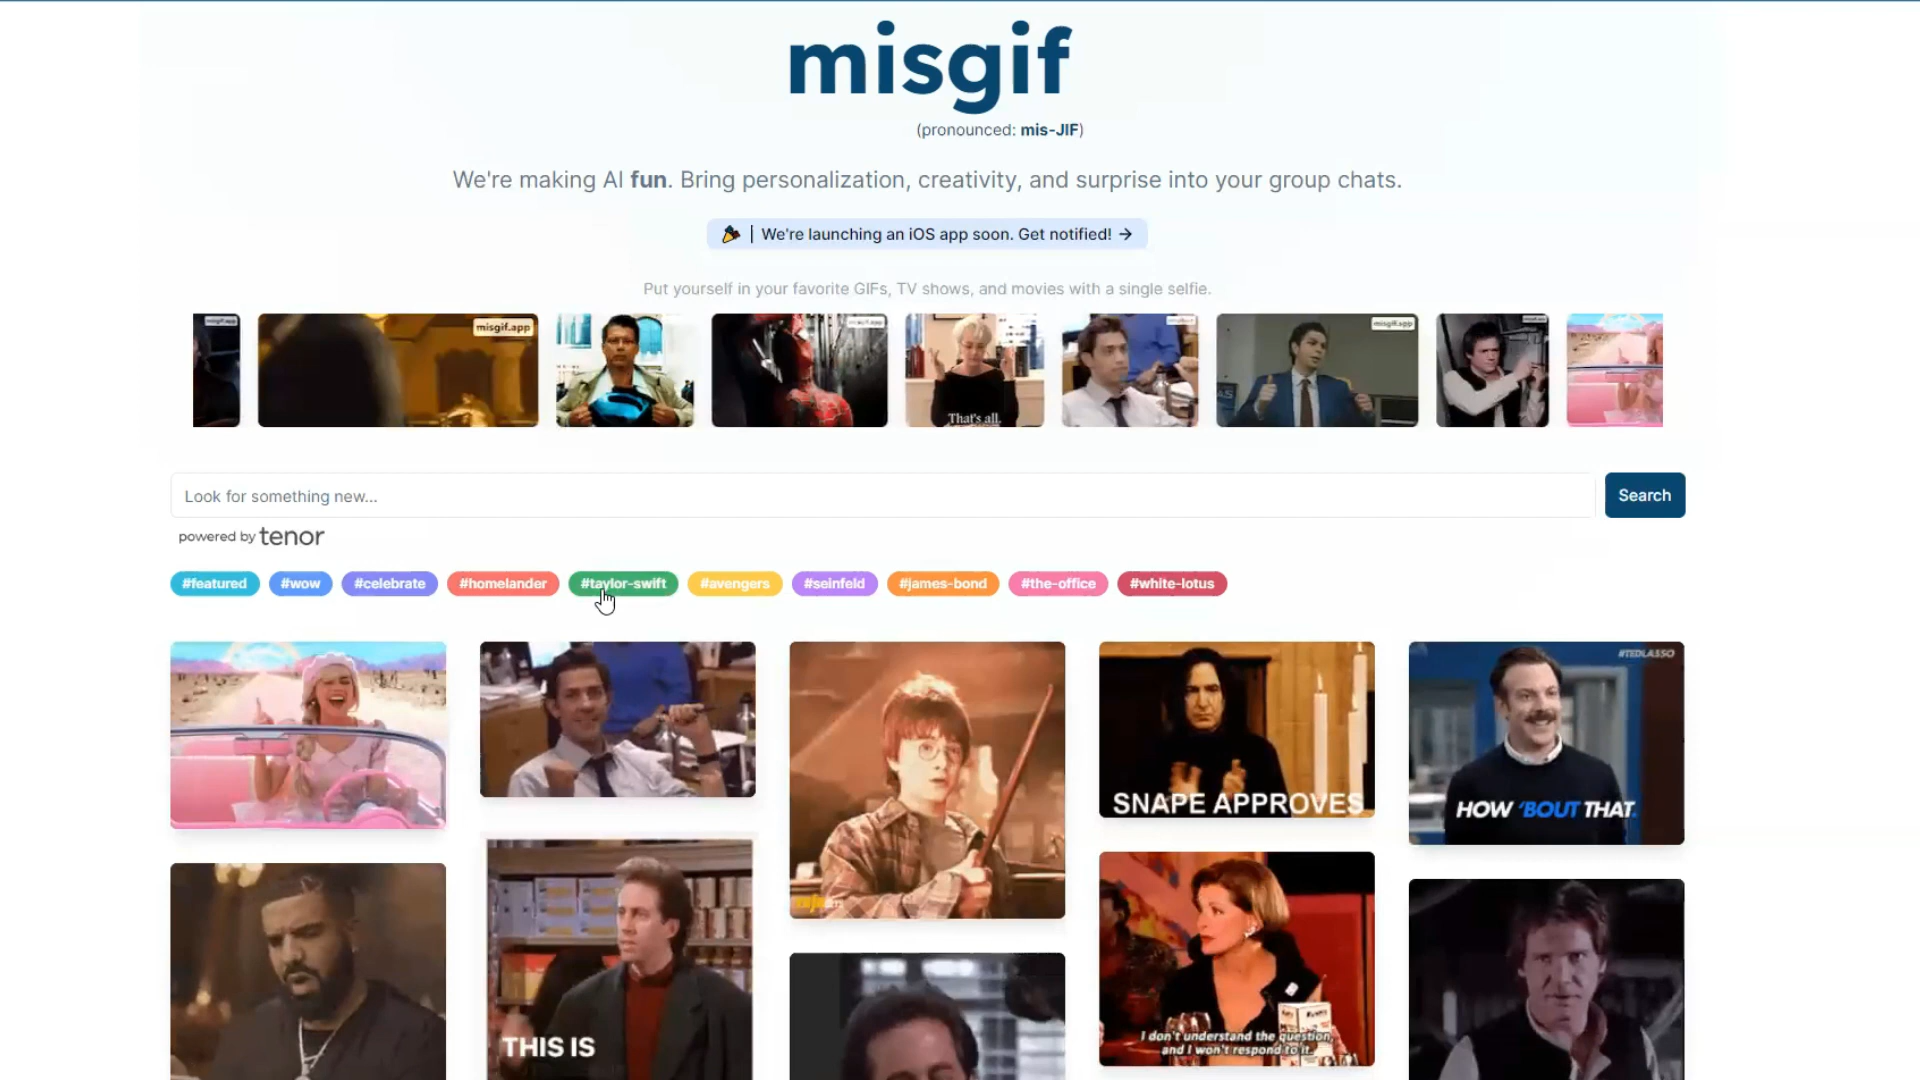 misgif
(pronounced: mis-JIF)
We're making AI fun. Bring personalization, creativity, and surprise into your group chats.
| We're launching an iOS app soon. Get notified! →
Put yourself in your favorite GIFs, TV shows, and movies with a single selfie.
misgif.app
misgif.app
misgif.app
That's all.
Look for something new...
Search
powered by tenor
#featured #wow #celebrate #homelander #taylor-swift #avengers #seinfeld #james-bond #the-office #white-lotus
#TEDLASSO
SNAPE APPROVES
HOW 'BOUT THAT
THIS IS
I don't understand the question,
and I won't respond to it.